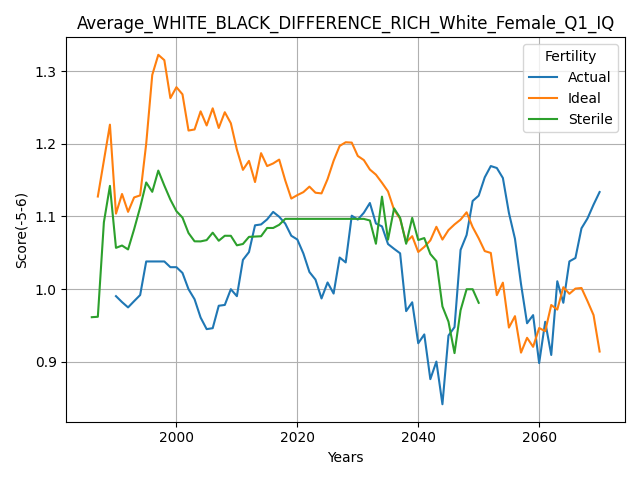 Average_WHITE_BLACK_DIFFERENCE_RICH_White_Female_Q1_IQ
Fertility
Actual
Ideal
Sterile
Score(-5-6)
1.3
1.2
1.1
1.0
0.9
2000 2020 2040 2060
Years